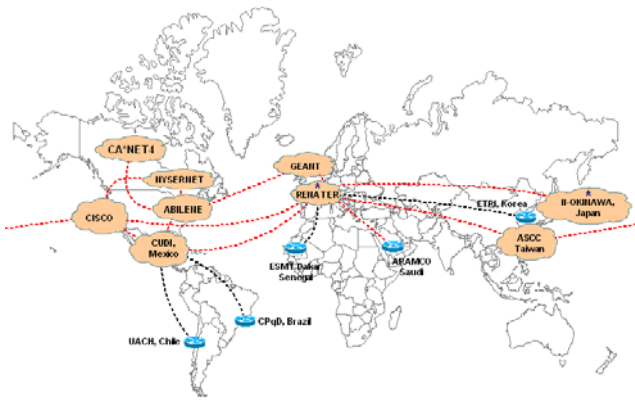 CA*NET4
NYSERNET
GEANT
RENATER
ABILENE
CISCO
ETRI, Korea
II-OKINAWA,
Japan
CUDI,
Mexico
ASCC
Taiwan
ESMT, Dakar,
Senegal
ARAMCO
Saudi
CPqD, Brazil
UACH, Chile